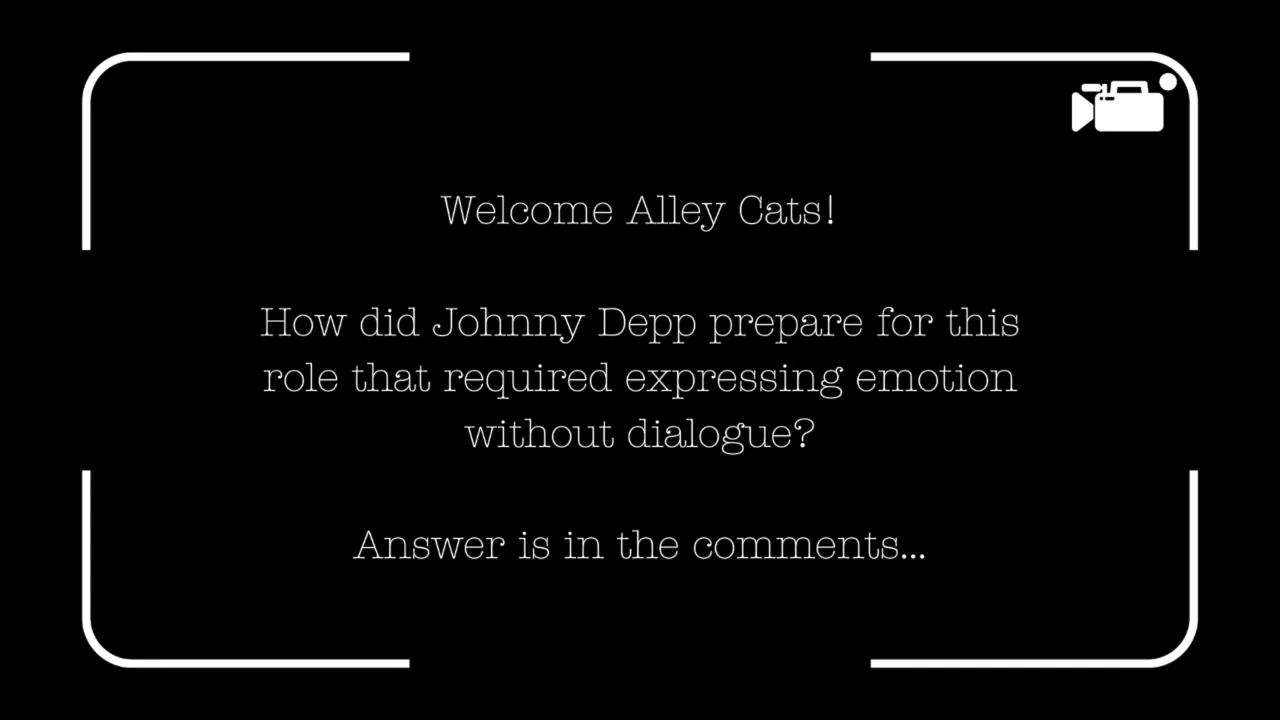 Welcome Alley Cats!
How did Johnny Depp prepare for this
role that required expressing emotion
without dialogue?
Answer is in the comments...